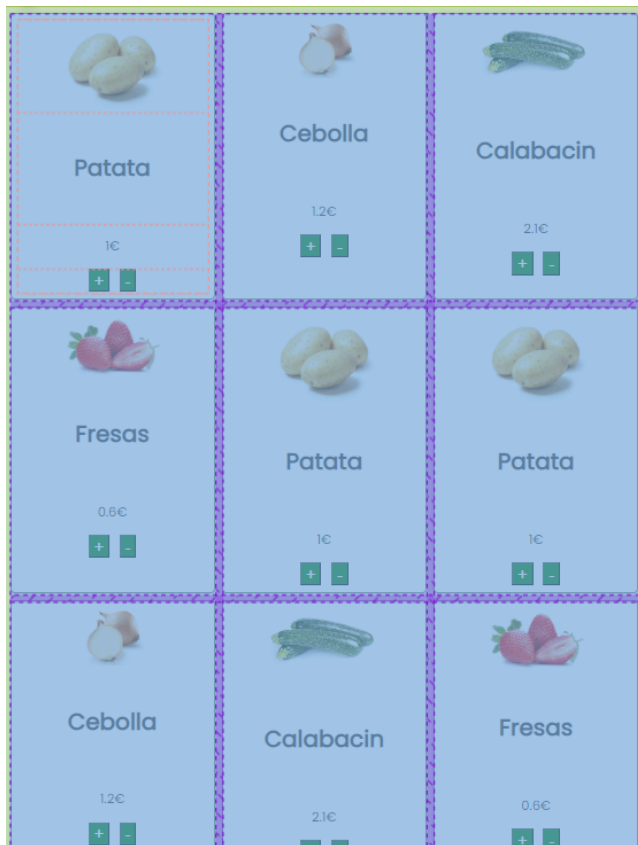 Patata
1€
+ -
Cebolla
1.2€
+ -
Calabacin
2.1€
+ -
Fresas
0.6€
+ -
Patata
1€
+ -
Patata
1€
+ -
Cebolla
1.2€
+ -
Calabacin
2.1€
Fresas
0.6€
+ -